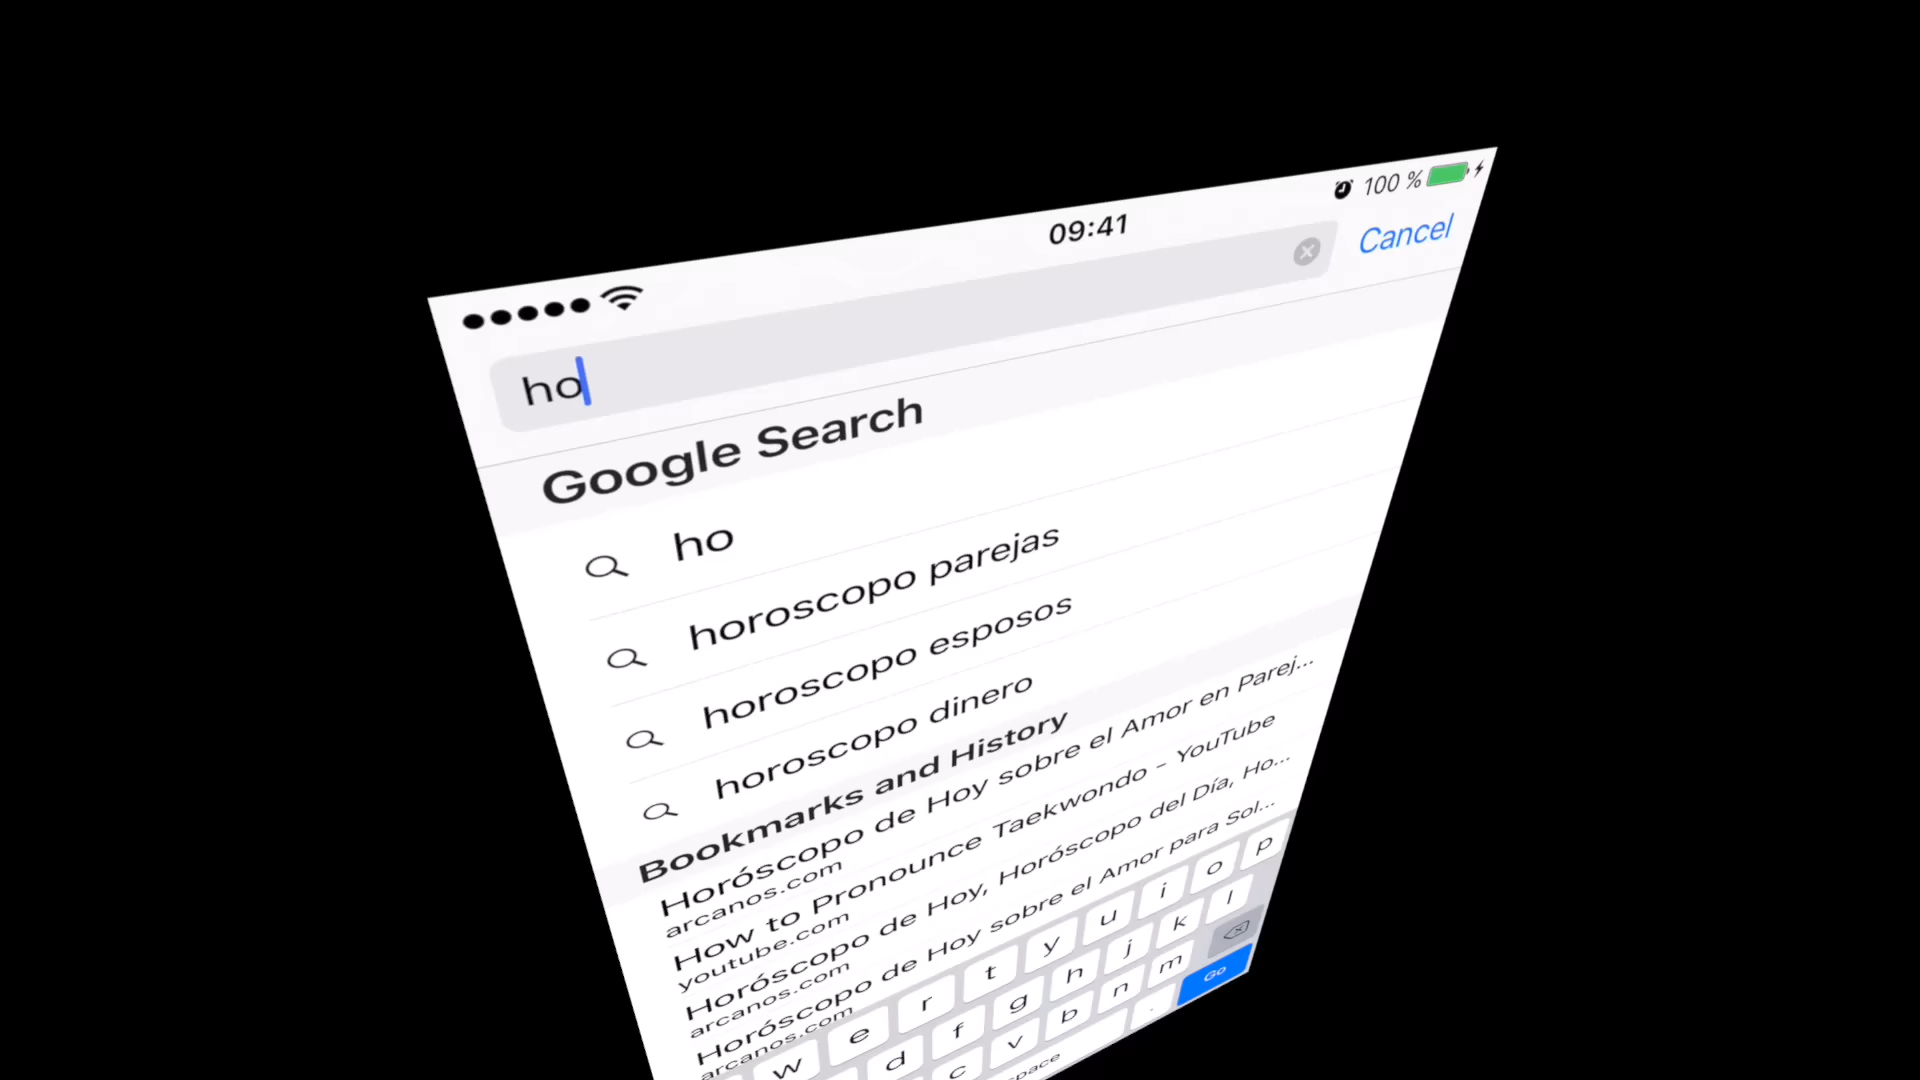 09:41
100 %
ho
Cancel
Google Search
ho
horoscopo parejas
horoscopo esposos
horoscopo dinero
Bookmarks and History
Horóscopo de Hoy sobre el Amor en Parej...
arcanos.com
How to Pronounce Taekwondo - YouTube
youtube.com
Horóscopo de Hoy, Horóscopo del Día, Ho...
arcanos.com
Horóscopo de Hoy sobre el Amor para Sol...
arcanos.com
w e r t y u i o p
d f g h j k l
c v b n m
space . Go